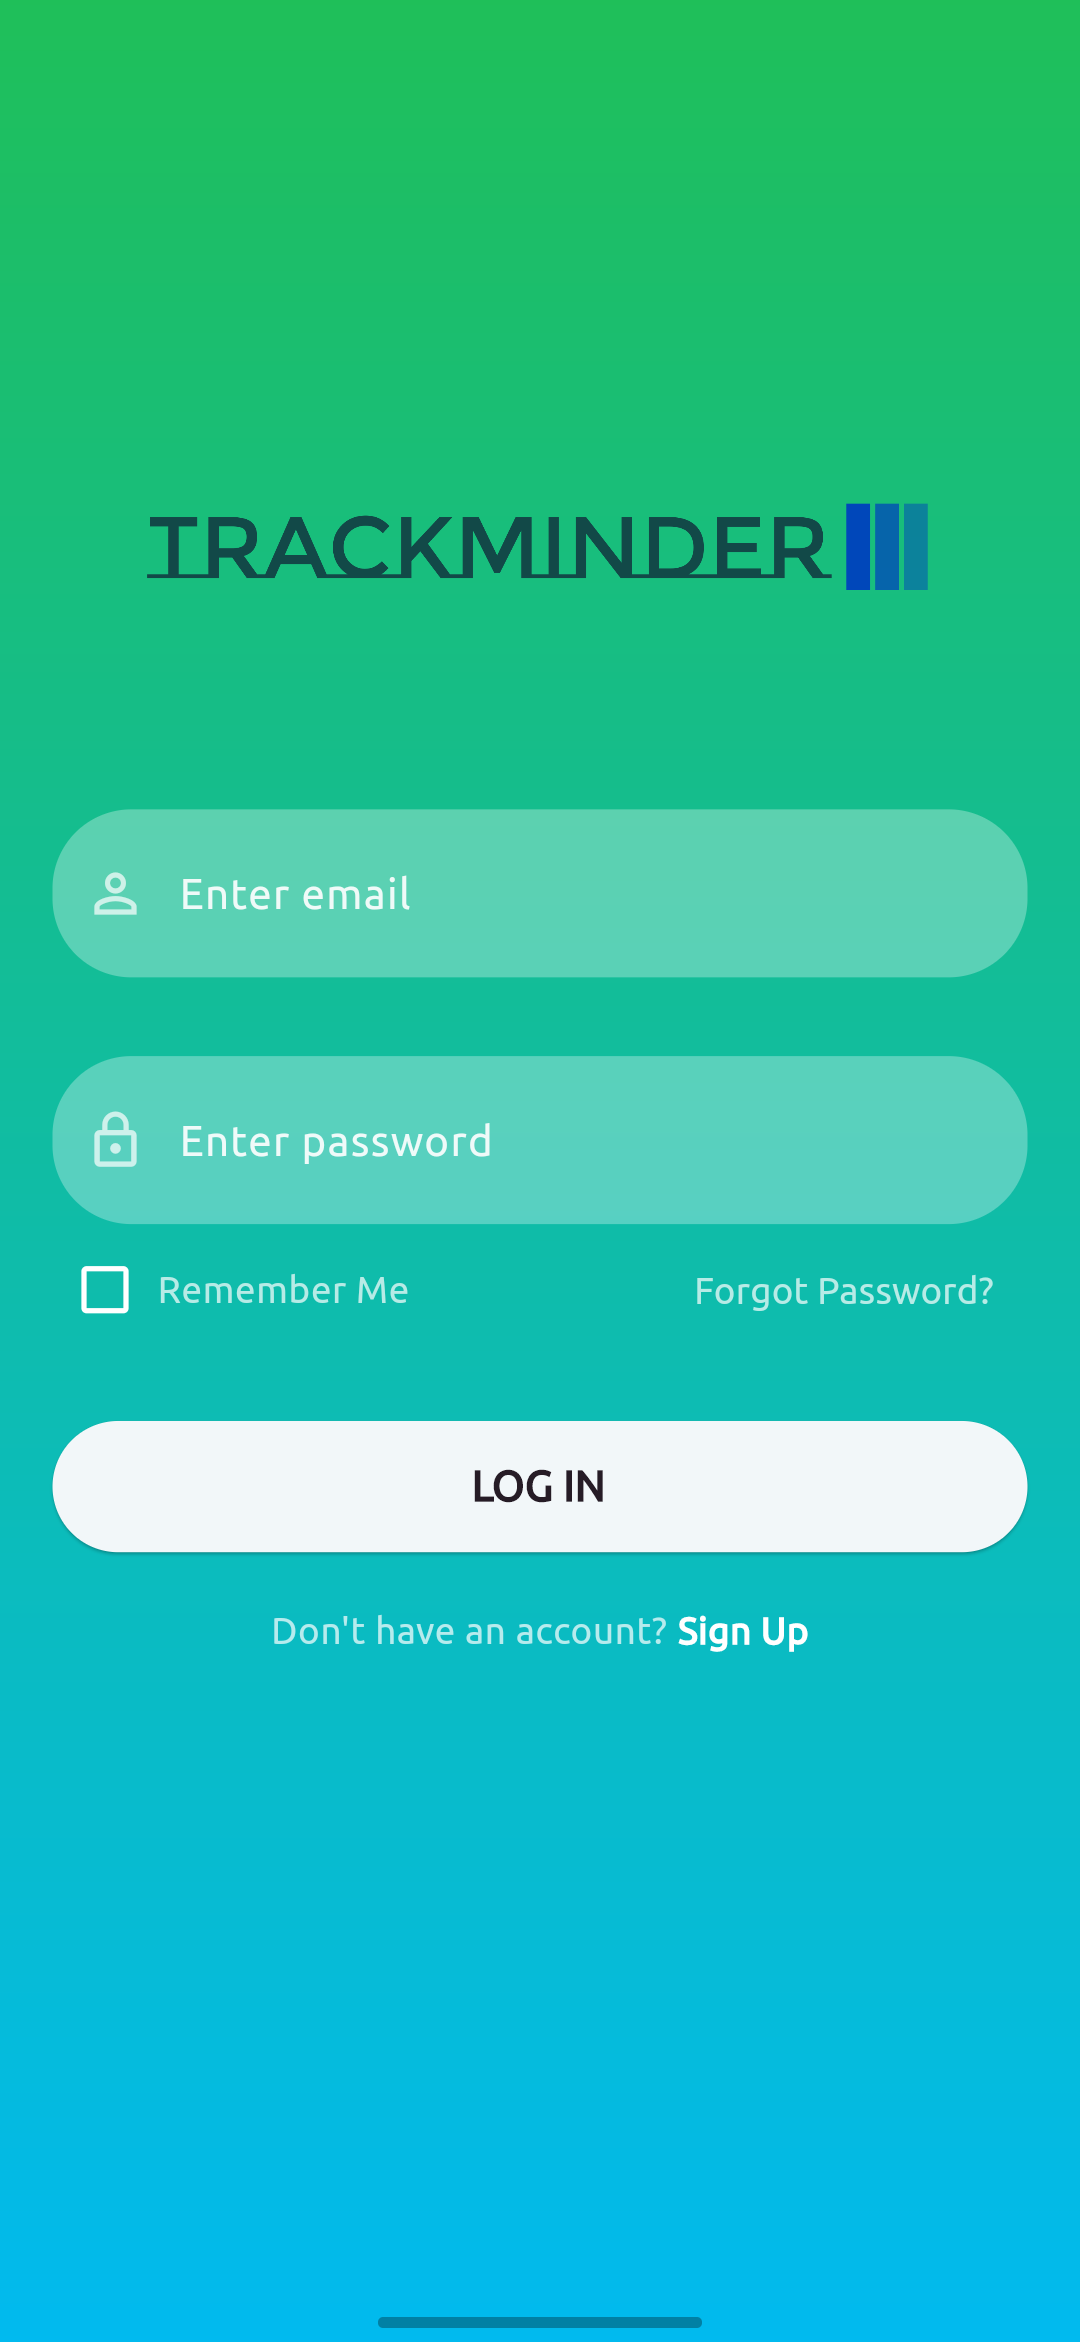 TRACKMINDER
Enter email
Enter password
Remember Me
Forgot Password?
LOG IN
Don't have an account? Sign Up